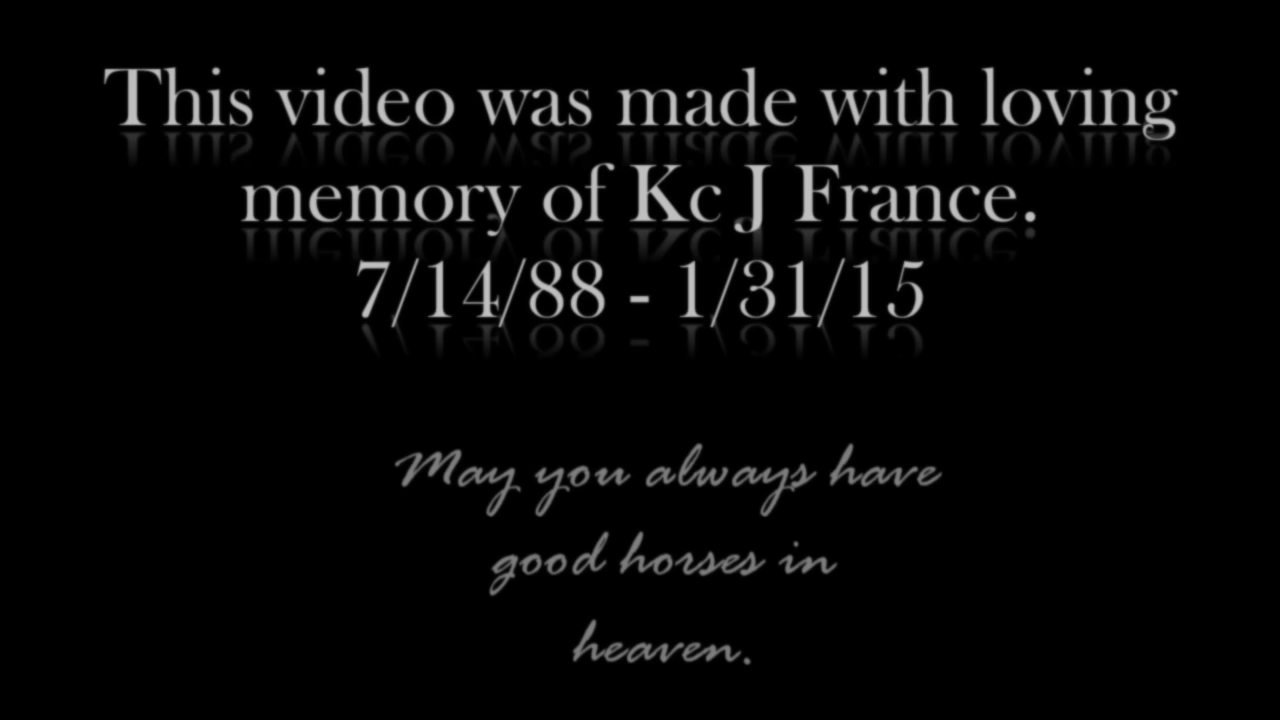 This video was made with loving
memory of Kc J France.
7/14/88 - 1/31/15
May you always have
good horses in
heaven.